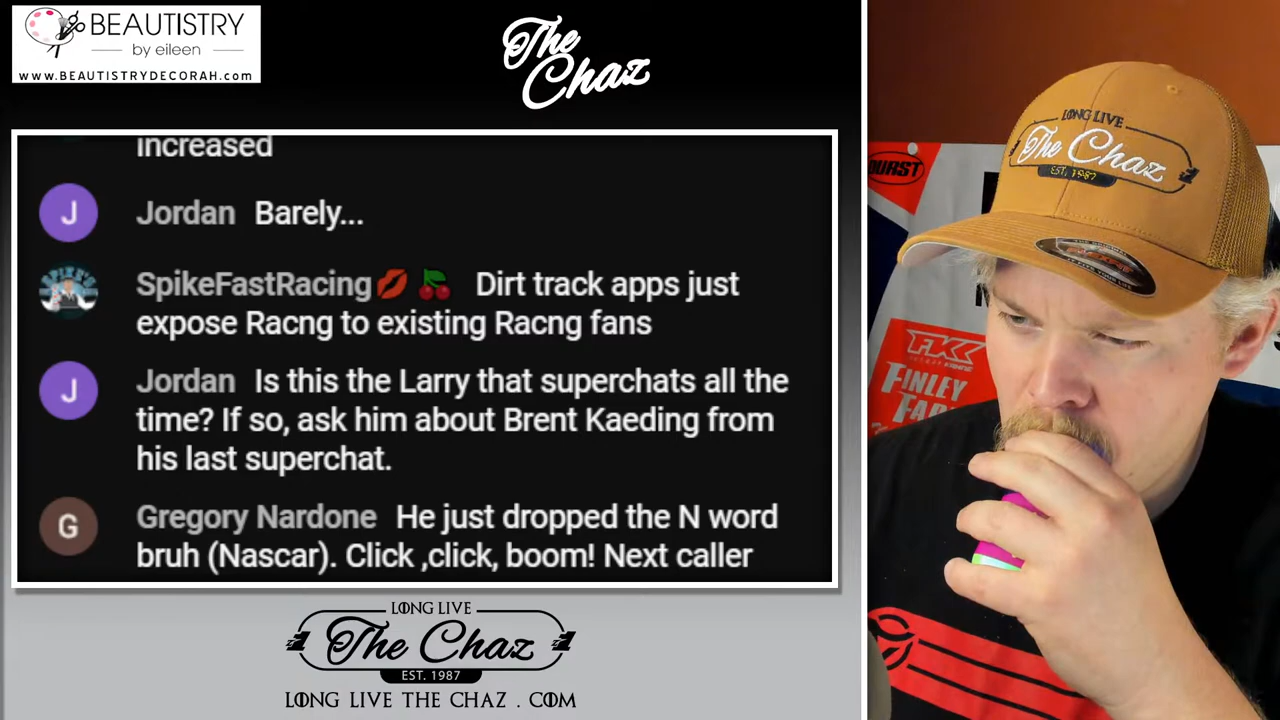 BEAUTISTRY
by eileen
www.BEAUTISTRYDECORAH.com
The
Chaz
increased
J Jordan Barely...
SpikeFastRacing💋🍒 Dirt track apps just
expose Racng to existing Racng fans
J Jordan Is this the Larry that superchats all the
time? If so, ask him about Brent Kaeding from
his last superchat.
G Gregory Nardone He just dropped the N word
bruh (Nascar). Click ,click, boom! Next caller
LONG LIVE
The Chaz
EST. 1987
LONG LIVE THE CHAZ . COM
LONG LIVE
The Chaz
EST. 1987
DURST
FKK
FINLEY